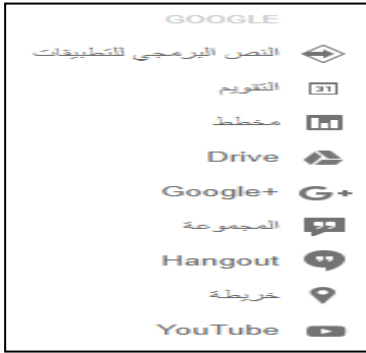 GOOGLE
النص البرمجي للتطبيقات
التقويم
31
مخطط
Drive
Google+
G+
المجموعة
Hangout
خريطة
YouTube